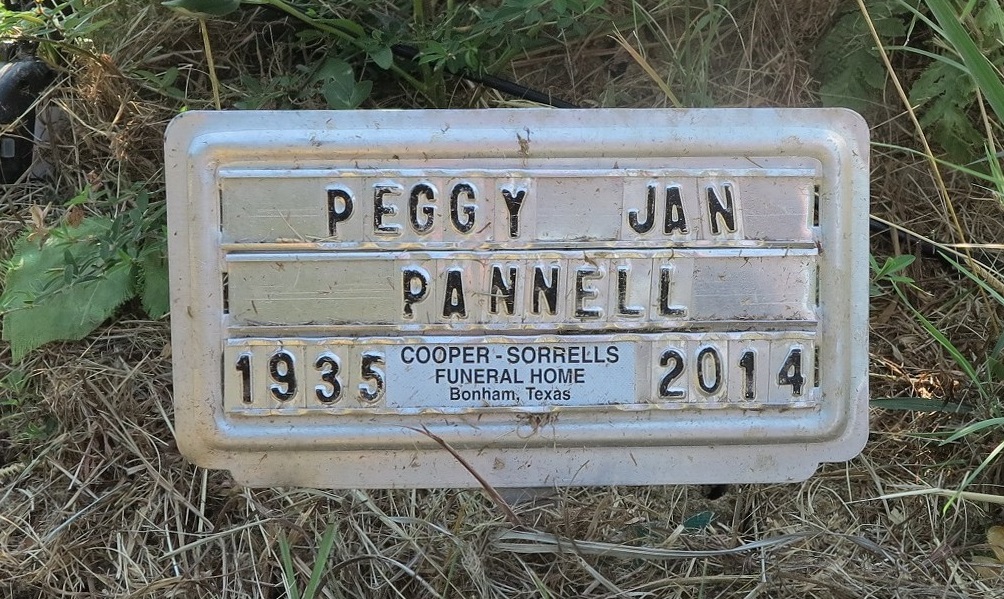 PEGGY JAN
PANNELL
1935 COOPER-SORRELLS FUNERAL HOME Bonham, Texas 2014